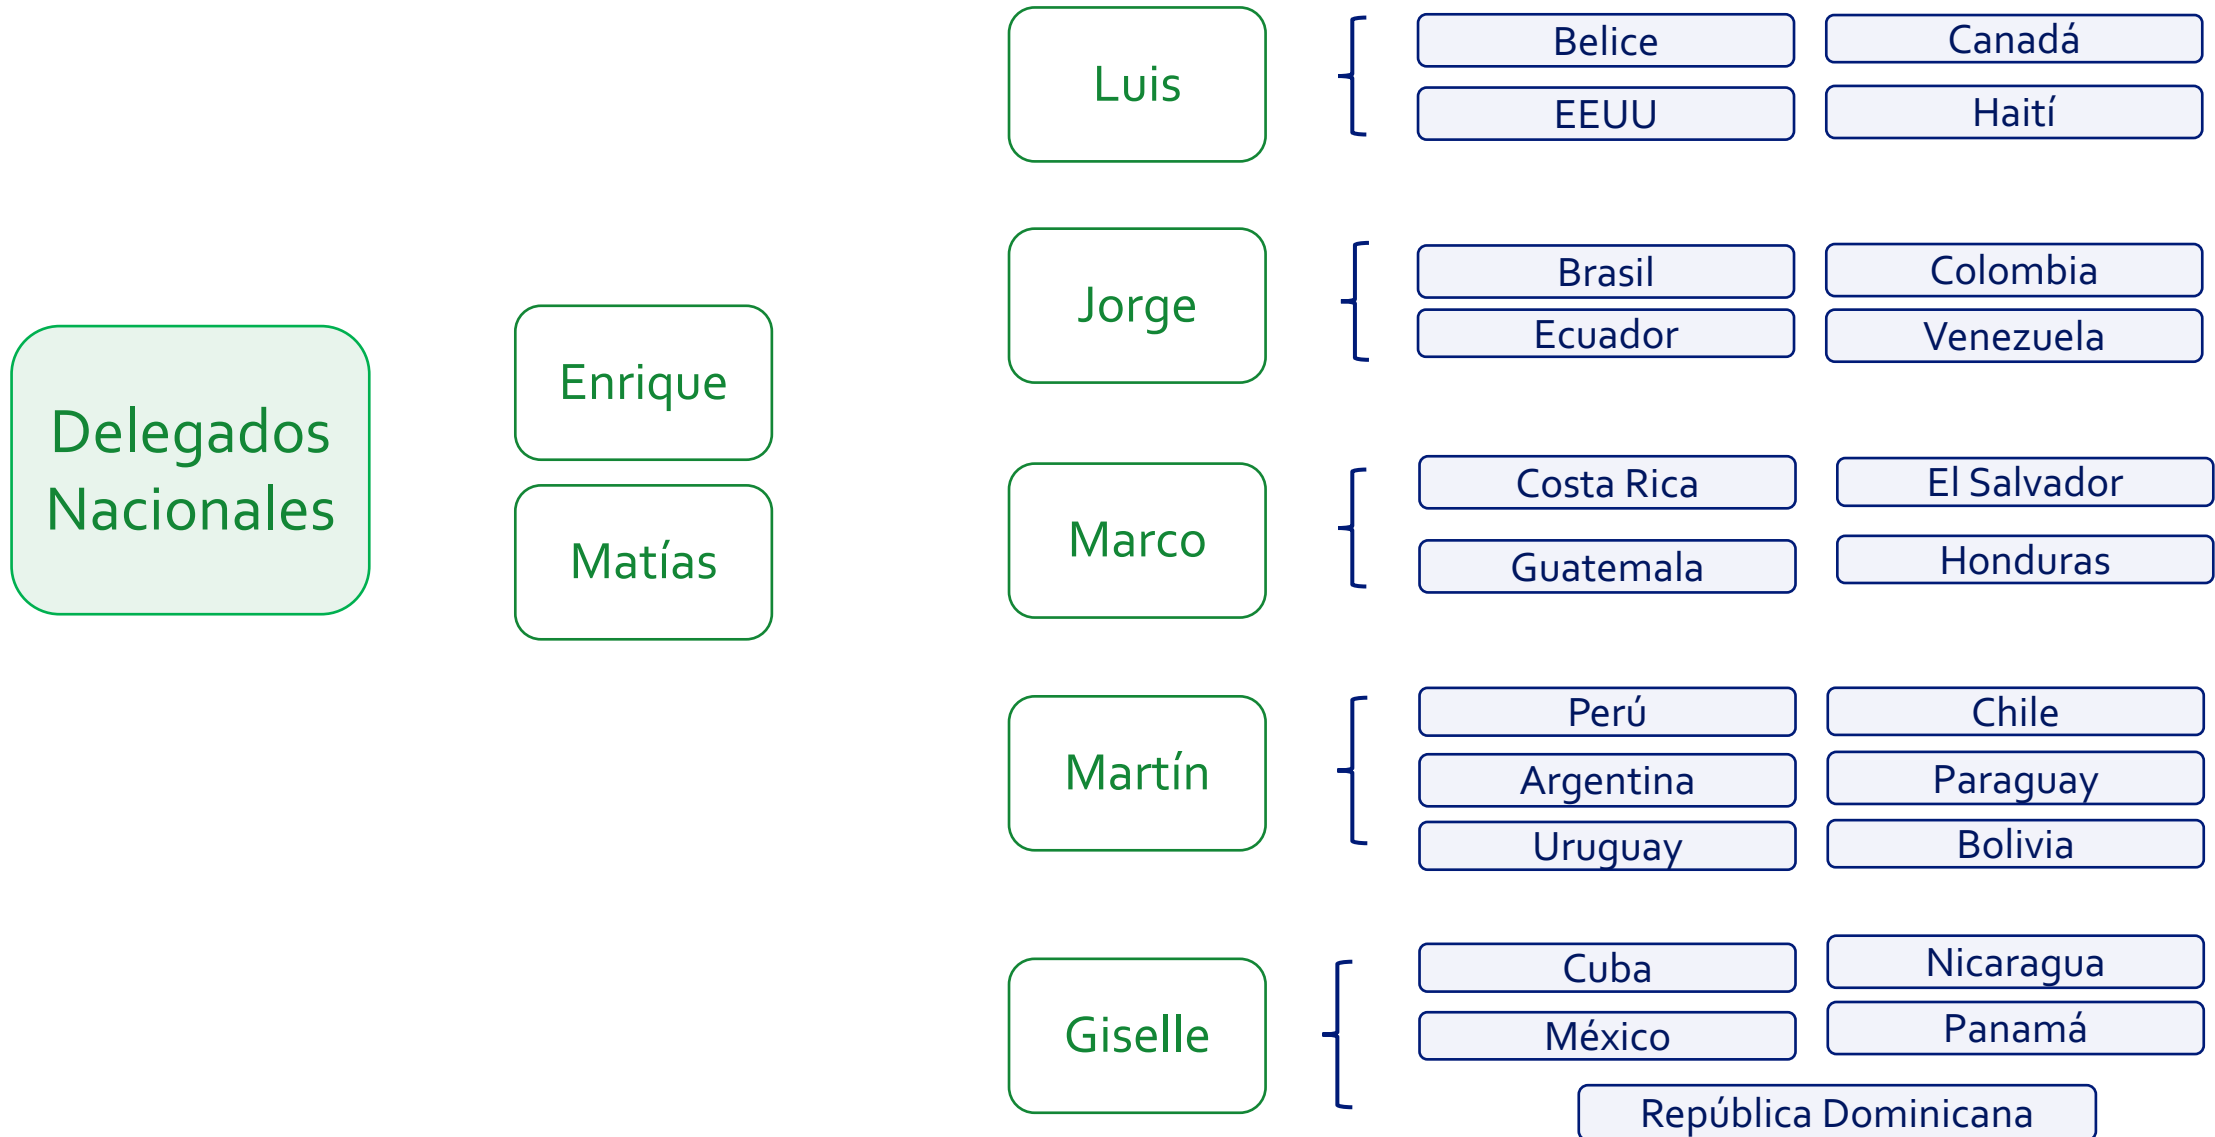 Delegados
Nacionales
Enrique
Matías
Luis
Belice
Canadá
EEUU
Haití
Jorge
Brasil
Colombia
Ecuador
Venezuela
Marco
Costa Rica
El Salvador
Guatemala
Honduras
Martín
Perú
Chile
Argentina
Paraguay
Uruguay
Bolivia
Giselle
Cuba
Nicaragua
México
Panamá
República Dominicana